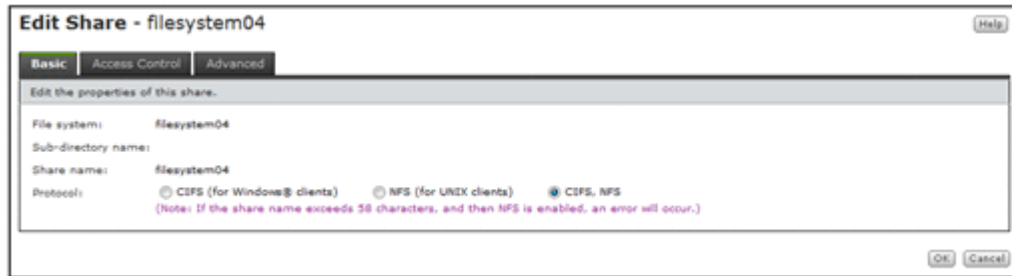 Edit Share - filesystem04
Help
Basic Access Control Advanced
Edit the properties of this share.
File system: filesystem04
Sub-directory name:
Share name: filesystem04
Protocol: CIFS (for Windows® clients) NFS (for UNIX clients) CIFS, NFS
(Note: If the share name exceeds 58 characters, and then NFS is enabled, an error will occur.)
OK Cancel